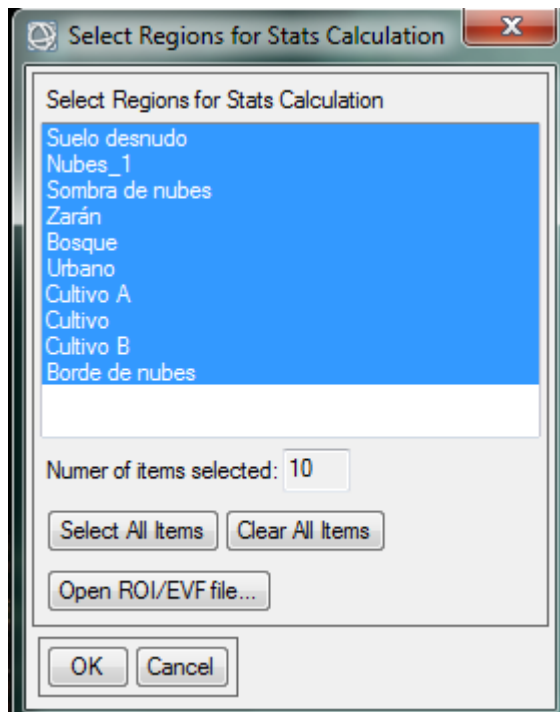 Select Regions for Stats Calculation
Select Regions for Stats Calculation
Suelo desnudo
Nubes_1
Sombra de nubes
Zarán
Bosque
Urbano
Cultivo A
Cultivo
Cultivo B
Borde de nubes
Numer of items selected: 10
Select All Items Clear All Items
Open ROI/EVF file...
OK Cancel